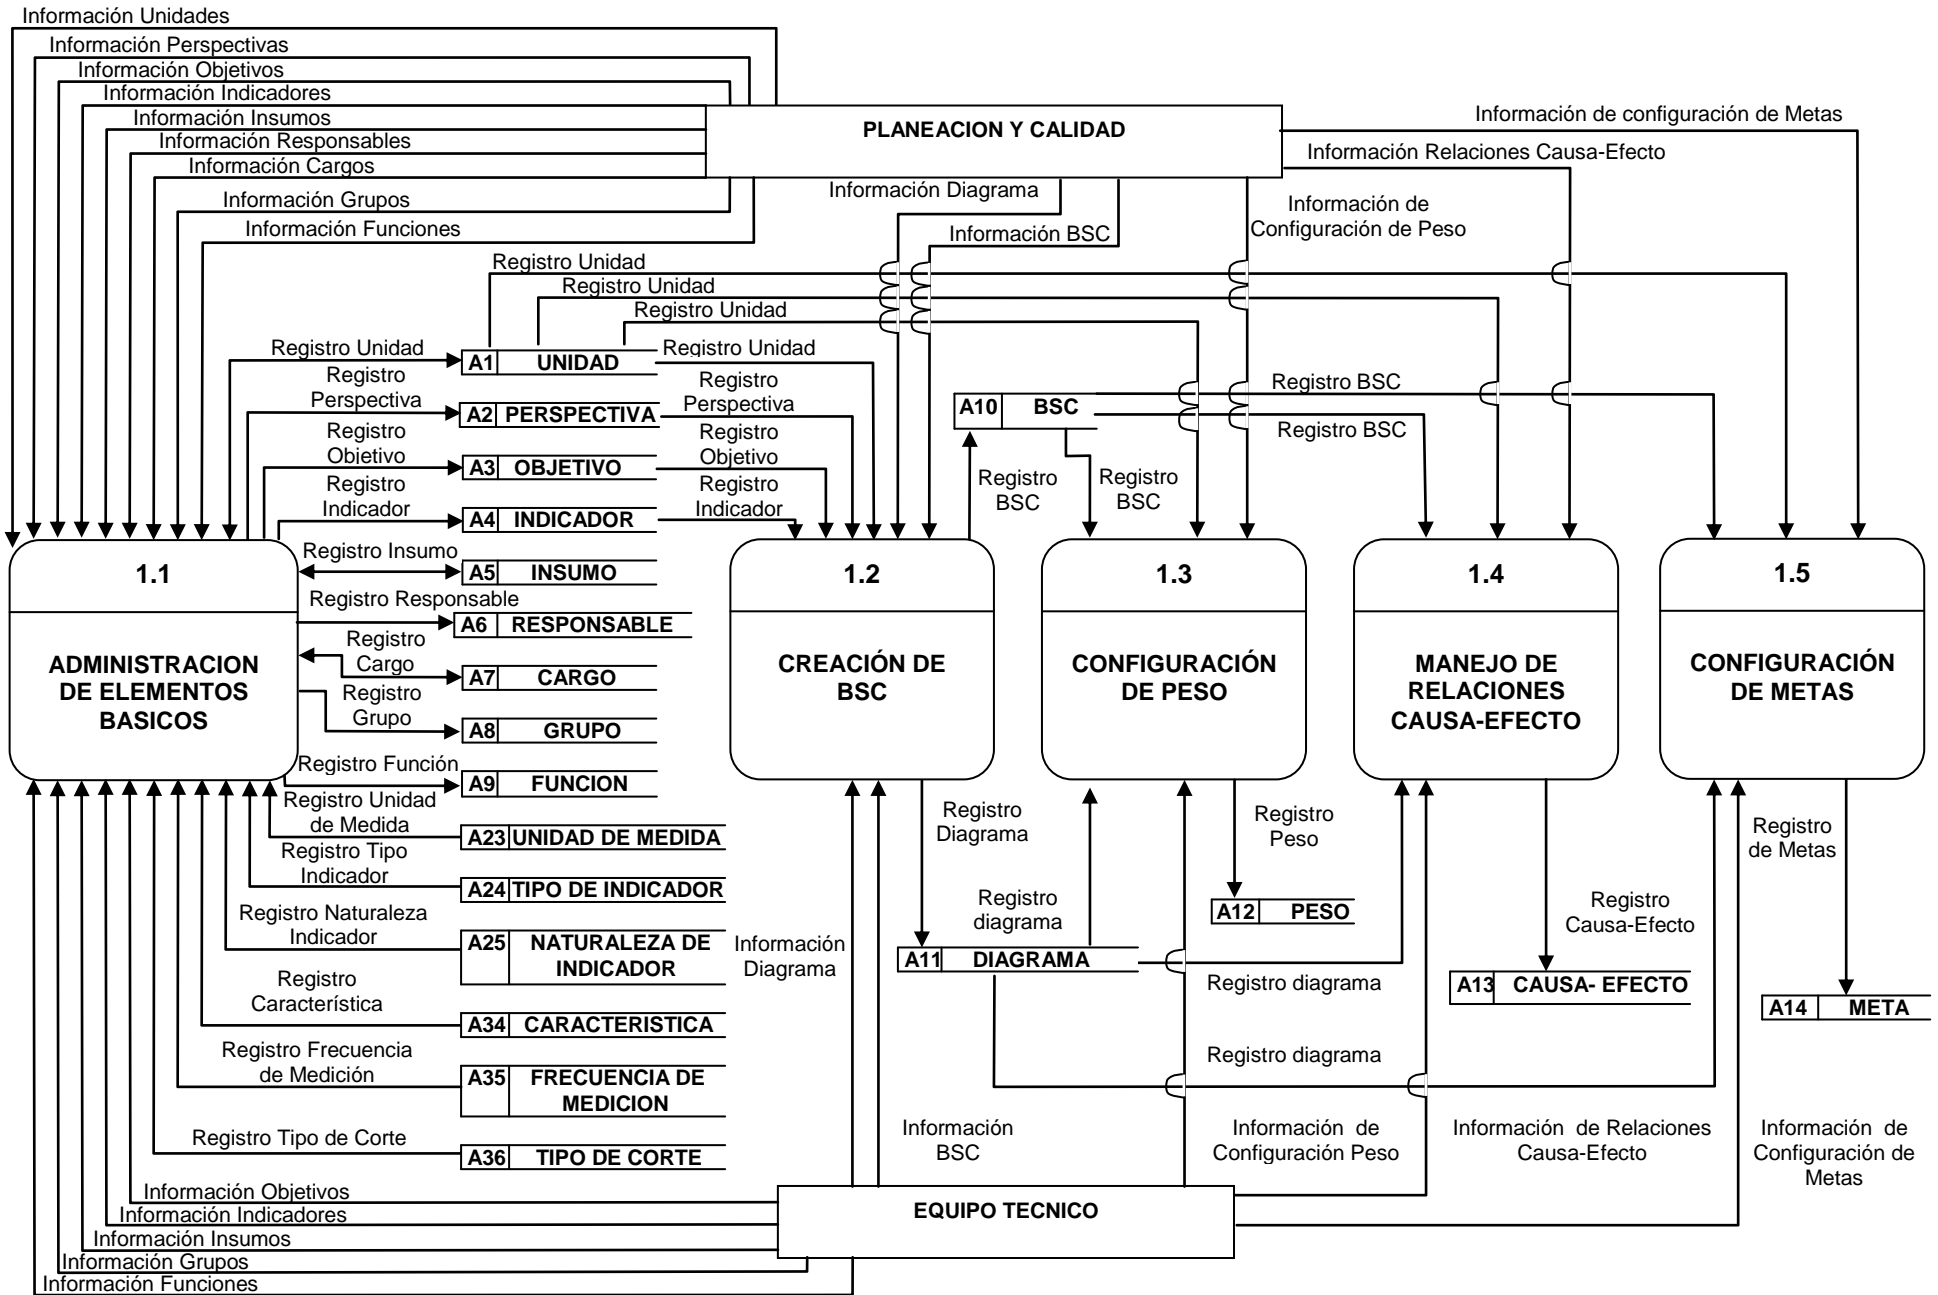 Información Unidades
Información Perspectivas
Información Objetivos
Información Indicadores
Información Insumos
Información Responsables
Información Cargos
Información Grupos
Información Funciones
PLANEACION Y CALIDAD
Información de configuración de Metas
Información Relaciones Causa-Efecto
Información Diagrama
Información BSC
Información de
Configuración de Peso
Registro Unidad
Registro Unidad
Registro Unidad
Registro Unidad
A1 UNIDAD
Registro Unidad
Registro
Perspectiva
A2 PERSPECTIVA
Registro
Perspectiva
Registro
Obietivo
A3 OBJETIVO
Registro
Objetivo
Registro
Indicador
A4 INDICADOR
Registro
Indicador
A10 BSC
Registro BSC
Registro BSC
Registro
BSC
Registro
BSC
1.1
ADMINISTRACION
DE ELEMENTOS
BASICOS
Registro Insumo
A5 INSUMO
Registro Responsable
A6 RESPONSABLE
Registro
Cargo
A7 CARGO
Registro
Grupo
A8 GRUPO
Registro Función
A9 FUNCION
1.2
CREACIÓN DE
BSC
1.3
CONFIGURACIÓN
DE PESO
1.4
MANEJO DE
RELACIONES
CAUSA-EFECTO
1.5
CONFIGURACIÓN
DE METAS
Registro Unidad
de Medida
A23 UNIDAD DE MEDIDA
Registro Tipo
Indicador
A24 TIPO DE INDICADOR
Registro Naturaleza
Indicador
A25 NATURALEZA DE
INDICADOR
Registro
Característica
A34 CARACTERISTICA
Registro Frecuencia
de Medición
A35 FRECUENCIA DE
MEDICION
Registro Tipo de Corte
A36 TIPO DE CORTE
Registro
Diagrama
Registro
Peso
Registro
de Metas
Registro
diagrama
A12 PESO
Registro
Causa-Efecto
Información
Diagrama
A11 DIAGRAMA
Registro diagrama
A13 CAUSA- EFECTO
A14 META
Registro diagrama
Información
BSC
Información de
Configuración Peso
Información de Relaciones
Causa-Efecto
Información de
Configuración de
Metas
Información Objetivos
Información Indicadores
Información Insumos
Información Grupos
Información Funciones
EQUIPO TECNICO